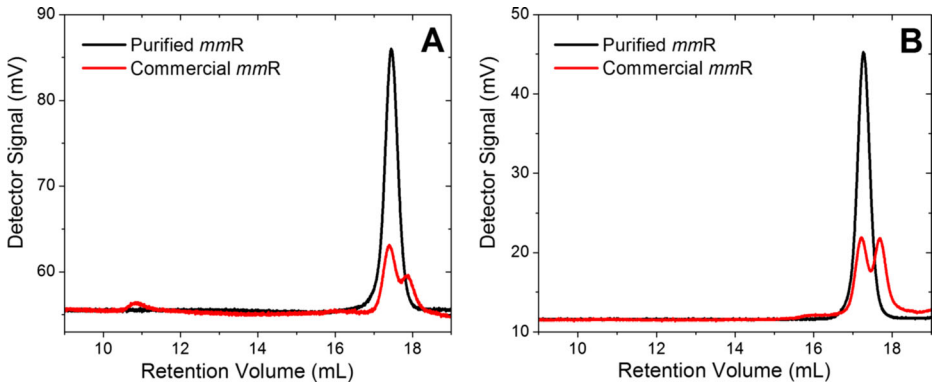 A
Purified mmR
Commercial mmR
Detector Signal (mV)
90
80
70
60
10 12 14 16 18
Retention Volume (mL)
B
Purified mmR
Commercial mmR
Detector Signal (mV)
50
40
30
20
10
10 12 14 16 18
Retention Volume (mL)